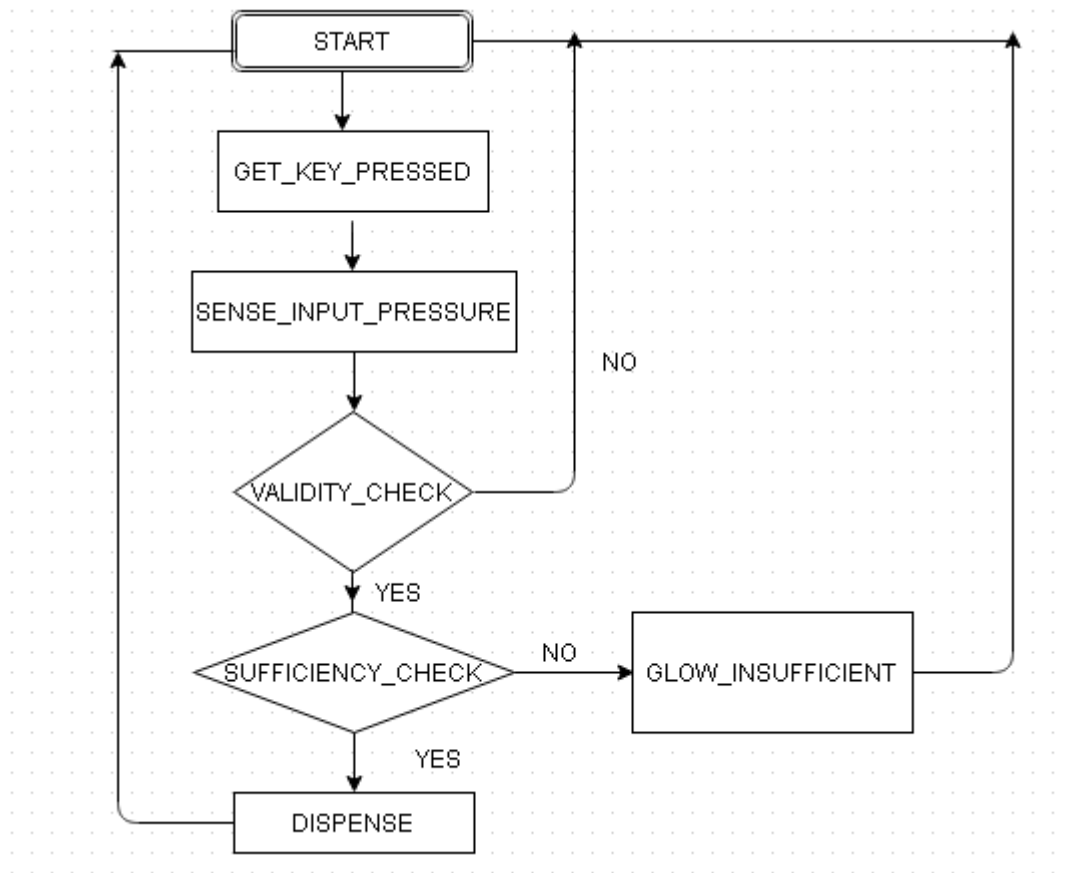 START
GET_KEY_PRESSED
SENSE_INPUT_PRESSURE
NO
VALIDITY_CHECK
YES
SUFFICIENCY_CHECK
NO
GLOW_INSUFFICIENT
YES
DISPENSE